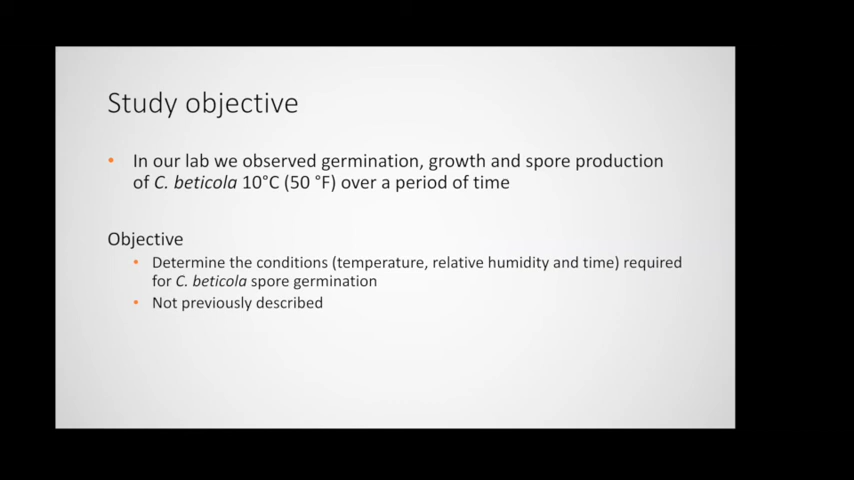 Study objective
• In our lab we observed germination, growth and spore production
of C. beticola 10°C (50 °F) over a period of time
Objective
• Determine the conditions (temperature, relative humidity and time) required
for C. beticola spore germination
• Not previously described